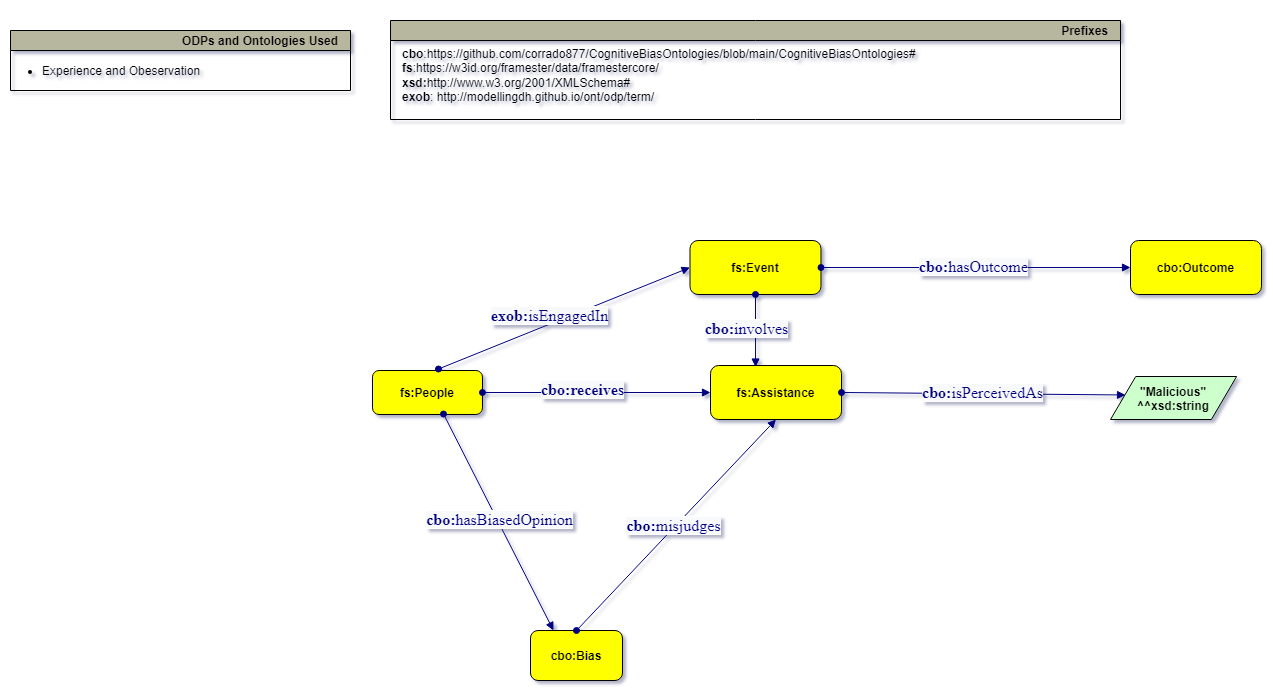 ODPs and Ontologies Used
Experience and Obeservation
Prefixes
cbo:https://github.com/corrado877/CognitiveBiasOntologies/blob/main/CognitiveBiasOntologies#
fs:https://w3id.org/framester/data/framestercore/
xsd:http://www.w3.org/2001/XMLSchema#
exob: http://modellingdh.github.io/ont/odp/term/
fs:Event
cbo:hasOutcome
cbo:Outcome
exob:isEngagedIn
cbo:involves
fs:People
cbo:receives
fs:Assistance
cbo:isPerceivedAs
"Malicious"
^^xsd:string
cbo:hasBiasedOpinion
cbo:misjudges
cbo:Bias